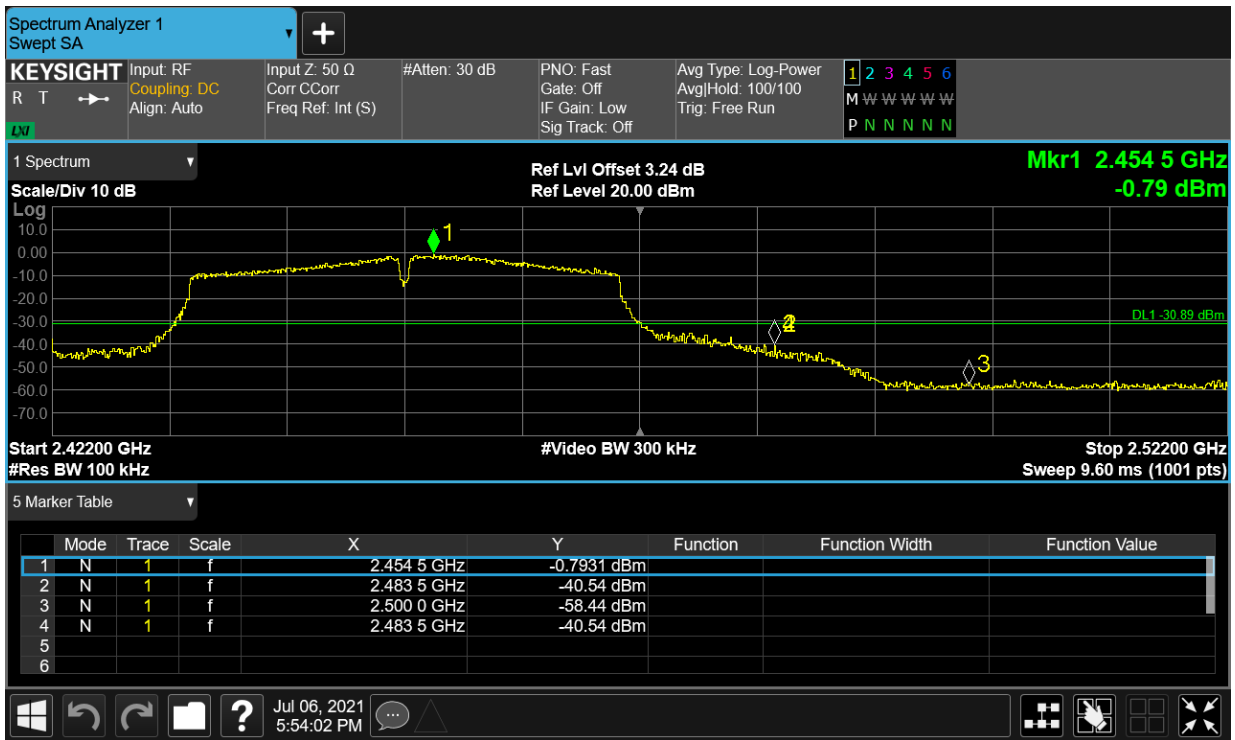 Spectrum Analyzer 1
Swept SA
+
KEYSIGHT
R T
LXI
Input: RF
Coupling: DC
Align: Auto
Input Z: 50 Ω
Corr CCorr
Freq Ref: Int (S)
#Atten: 30 dB
PNO: Fast
Gate: Off
IF Gain: Low
Sig Track: Off
Avg Type: Log-Power
Avg|Hold: 100/100
Trig: Free Run
1 2 3 4 5 6
M W W W W W
P N N N N N
1 Spectrum
Scale/Div 10 dB
Ref Lvl Offset 3.24 dB
Ref Level 20.00 dBm
Mkr1 2.454 5 GHz
-0.79 dBm
Log
10.0
0.00
-10.0
-20.0
-30.0
-40.0
-50.0
-60.0
-70.0
1
2
3
DL1 -30.89 dBm
Start 2.42200 GHz
#Video BW 300 kHz
Stop 2.52200 GHz
#Res BW 100 kHz
Sweep 9.60 ms (1001 pts)
5 Marker Table
Mode Trace Scale X Y Function Function Width Function Value
1 N 1 f 2.454 5 GHz -0.7931 dBm
2 N 1 f 2.483 5 GHz -40.54 dBm
3 N 1 f 2.500 0 GHz -58.44 dBm
4 N 1 f 2.483 5 GHz -40.54 dBm
5
6
?
Jul 06, 2021
5:54:02 PM